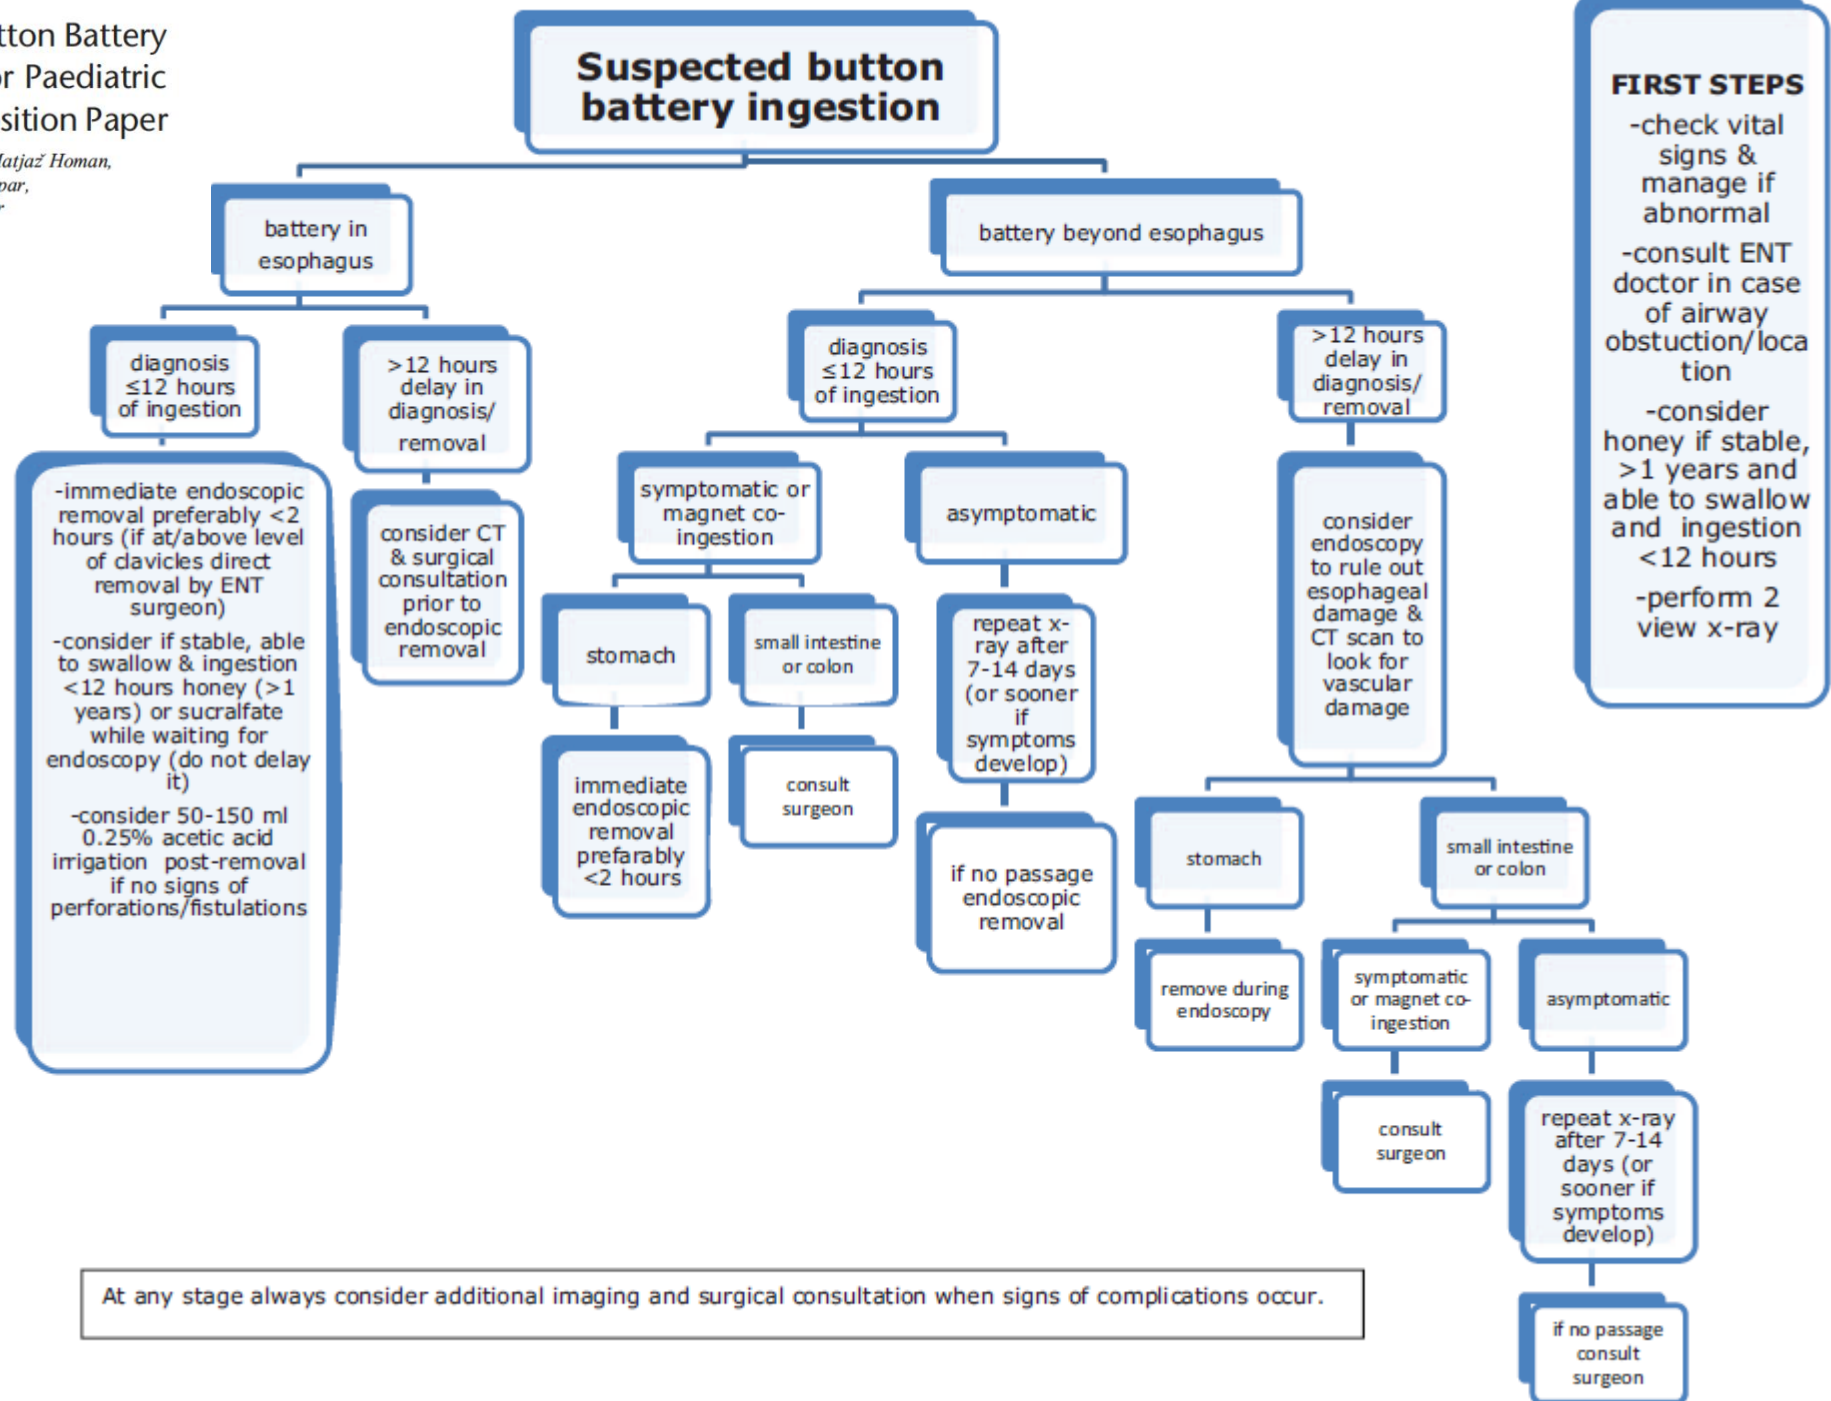 tton Battery
or Paediatric
sition Paper
Matjaž Homan,
par,
r
Suspected button
battery ingestion
battery in
esophagus
diagnosis
≤12 hours
of ingestion
-immediate endoscopic
removal preferably <2
hours (if at/above level
of clavicles direct
removal by ENT
surgeon)
-consider if stable, able
to swallow & ingestion
<12 hours honey (>1
years) or sucralfate
while waiting for
endoscopy (do not delay
it)
-consider 50-150 ml
0.25% acetic acid
irrigation post-removal
if no signs of
perforations/fistulations
>12 hours
delay in
diagnosis/
removal
consider CT
& surgical
consultation
prior to
endoscopic
removal
battery beyond esophagus
diagnosis
≤12 hours
of ingestion
symptomatic or
magnet co-
ingestion
stomach
immediate
endoscopic
removal
prefarably
<2 hours
small intestine
or colon
consult
surgeon
asymptomatic
repeat x-
ray after
7-14 days
(or sooner
if
symptoms
develop)
if no passage
endoscopic
removal
>12 hours
delay in
diagnosis/
removal
consider
endoscopy
to rule out
esophageal
damage &
CT scan to
look for
vascular
damage
stomach
remove during
endoscopy
small intestine
or colon
symptomatic
or magnet co-
ingestion
consult
surgeon
asymptomatic
repeat x-ray
after 7-14
days (or
sooner if
symptoms
develop)
if no passage
consult
surgeon
FIRST STEPS
-check vital
signs &
manage if
abnormal
-consult ENT
doctor in case
of airway
obstuction/loca
tion
-consider
honey if stable,
>1 years and
able to swallow
and ingestion
<12 hours
-perform 2
view x-ray
At any stage always consider additional imaging and surgical consultation when signs of complications occur.